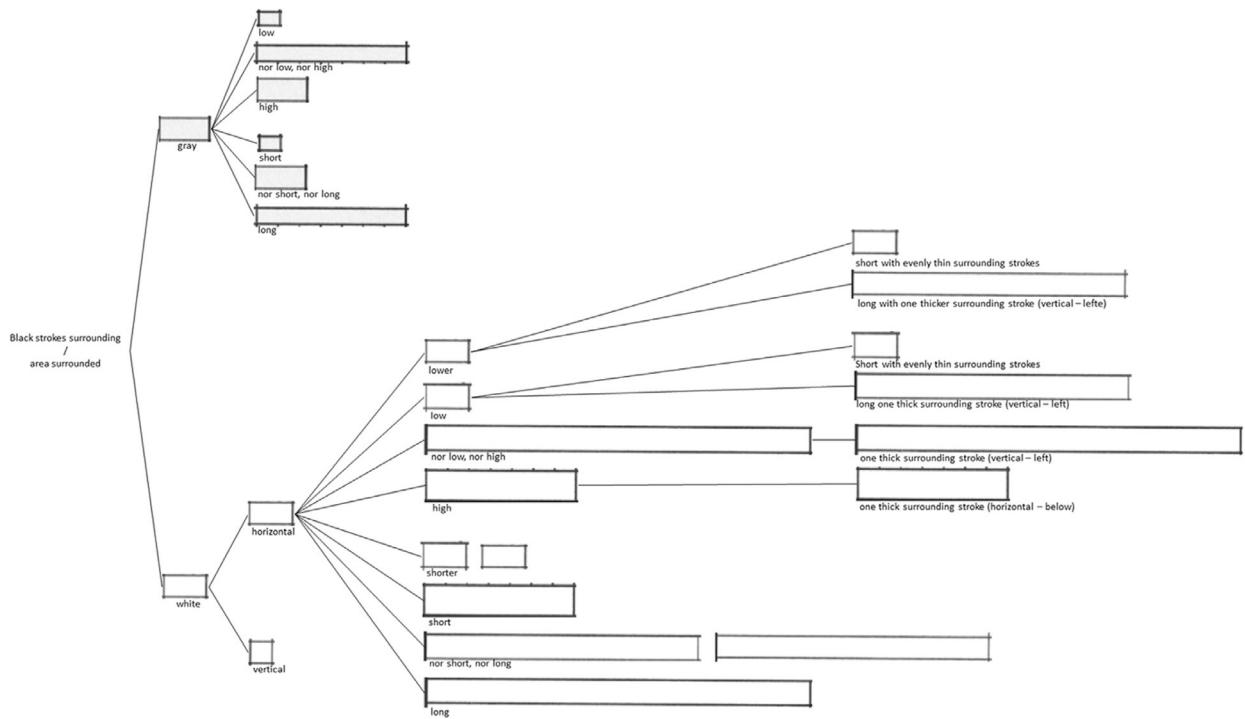 low
nor low, nor high
high
gray
short
nor short, nor long
long
short with evenly thin surrounding strokes
long with one thicker surrounding stroke (vertical – lefte)
Black strokes surrounding
/
area surrounded
lower
Short with evenly thin surrounding strokes
low
long one thick surrounding stroke (vertical – left)
nor low, nor high
one thick surrounding stroke (vertical – left)
high
one thick surrounding stroke (horizontal – below)
horizontal
shorter
white
short
vertical
nor short, nor long
long